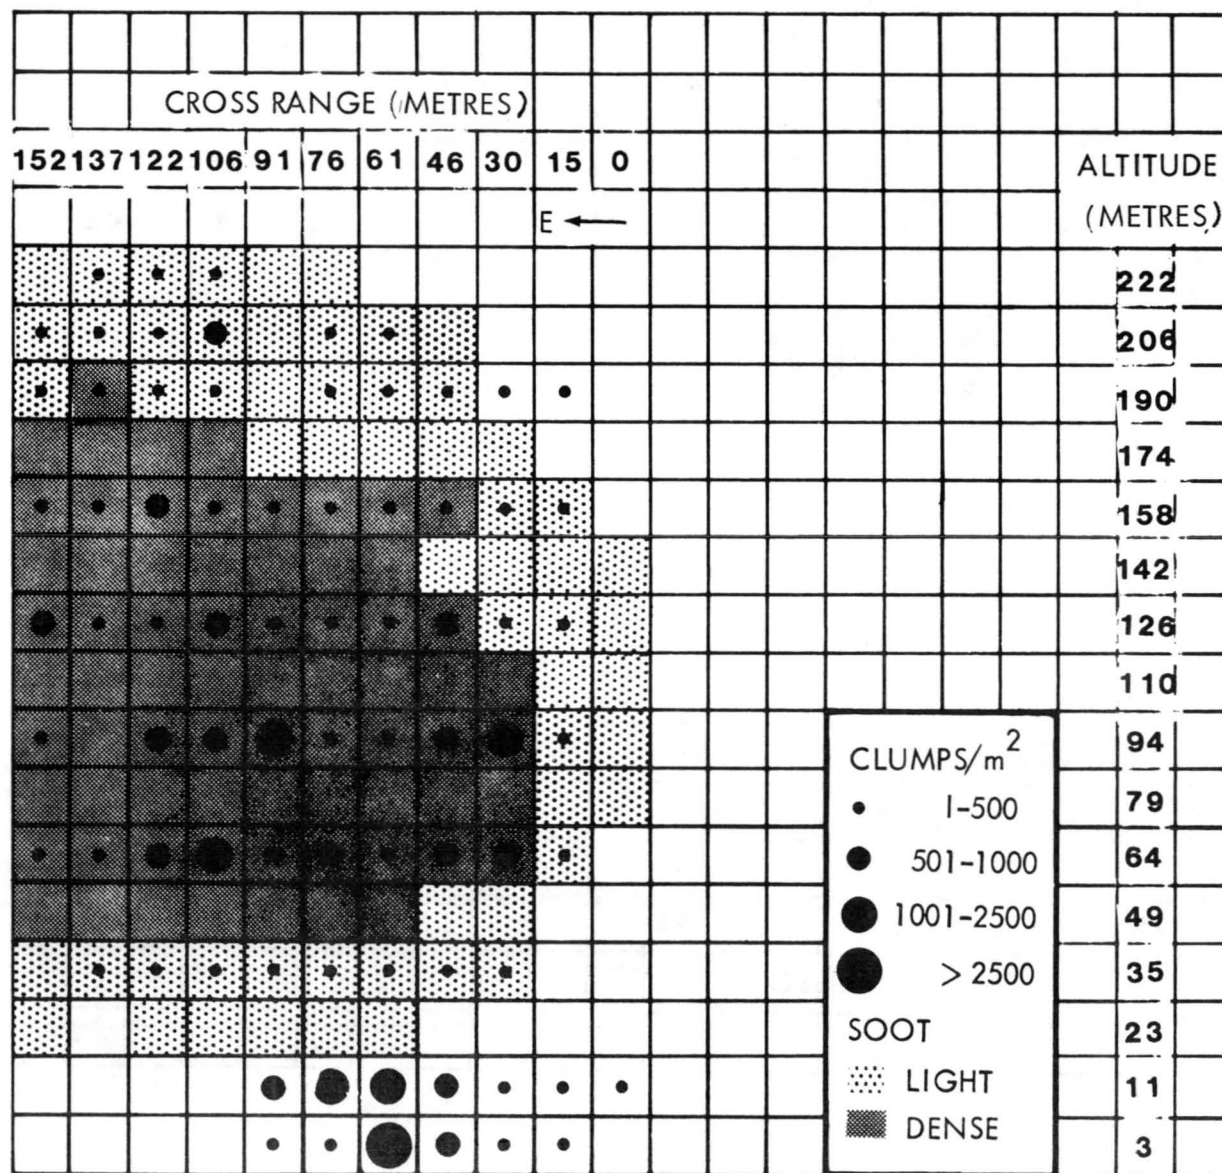 CROSS RANGE (METRES)
152 137 122 106 91 76 61 46 30 15 0
ALTITUDE
(METRES)
E
222
206
190
174
158
142
126
110
94
79
64
49
35
23
11
3
CLUMPS/m²
1-500
501-1000
1001-2500
> 2500
SOOT
LIGHT
DENSE